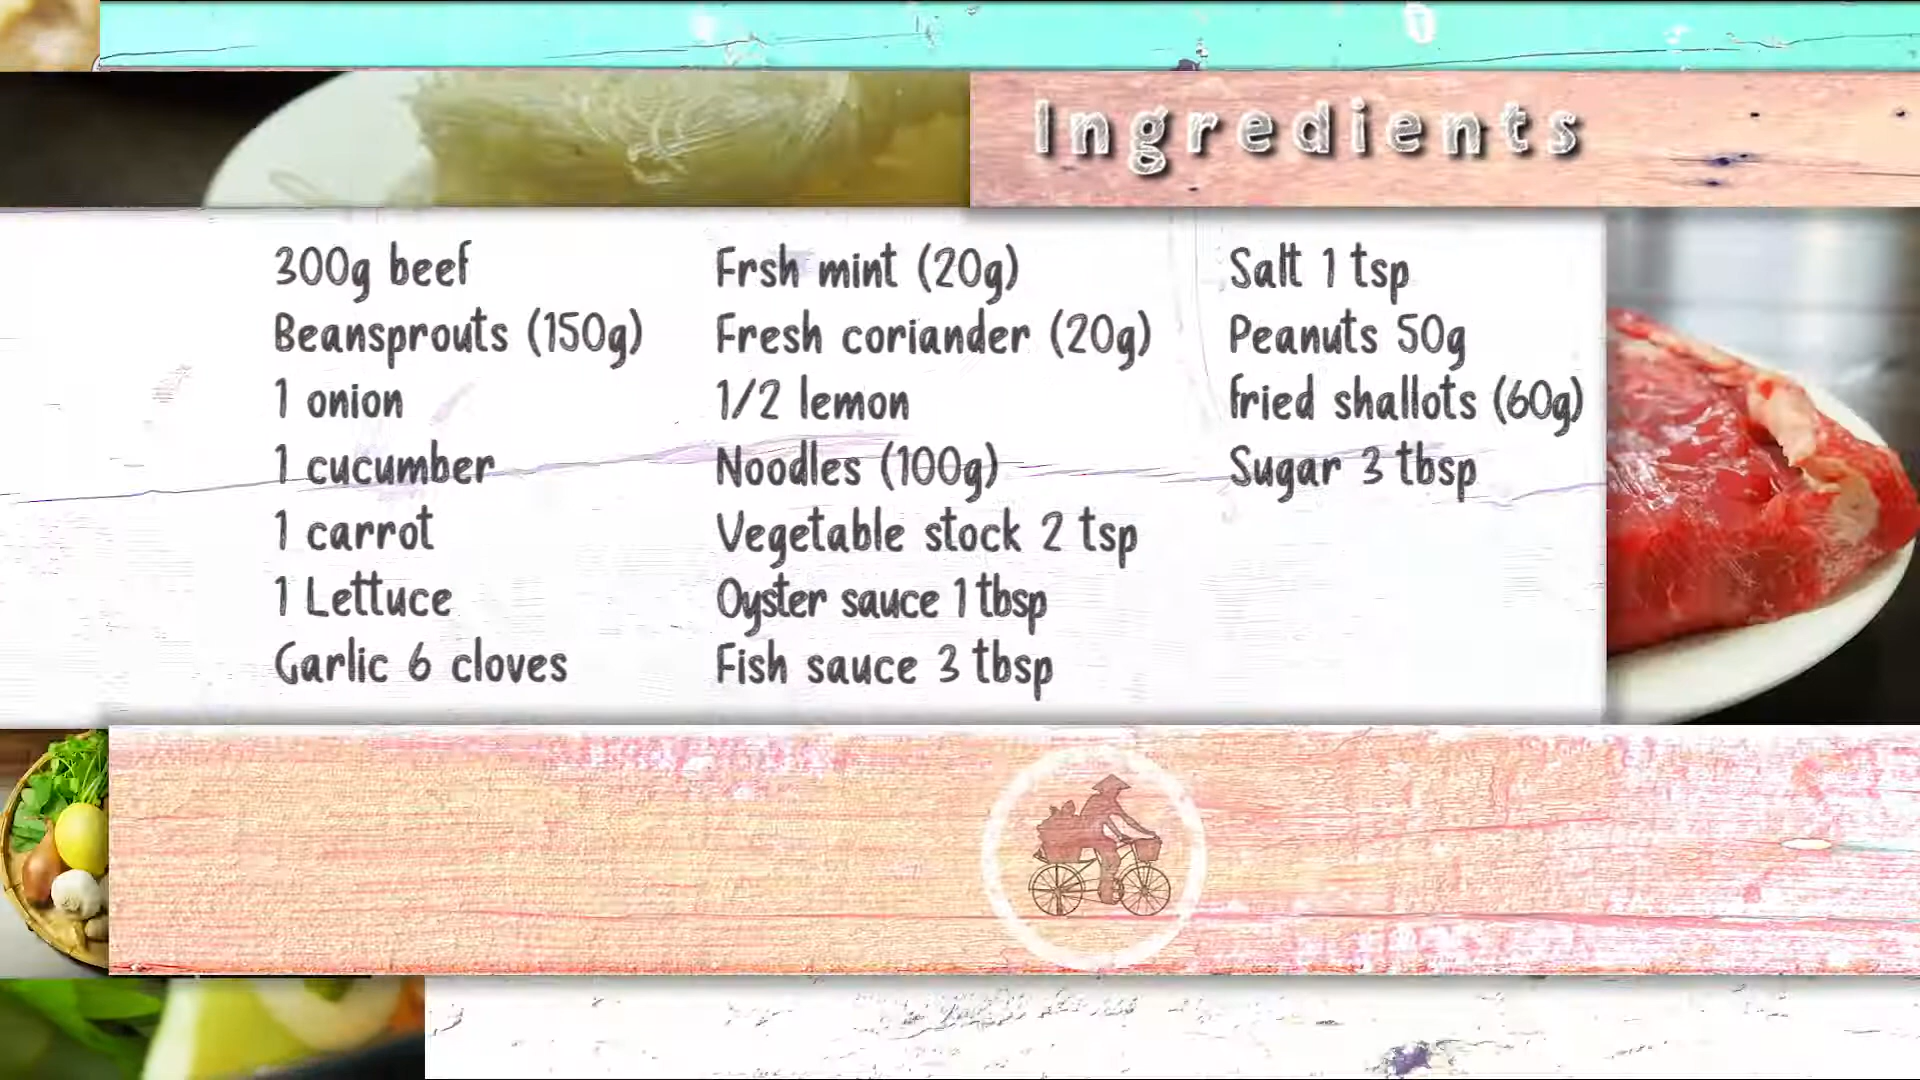 Ingredients
300g beef
Beansprouts (150g)
1 onion
1 cucumber
1 carrot
1 Lettuce
Garlic 6 cloves
Frsh mint (20g)
Fresh coriander (20g)
1/2 lemon
Noodles (100g)
Vegetable stock 2 tsp
Oyster sauce 1 tbsp
Fish sauce 3 tbsp
Salt 1 tsp
Peanuts 50g
fried shallots (60g)
Sugar 3 tbsp